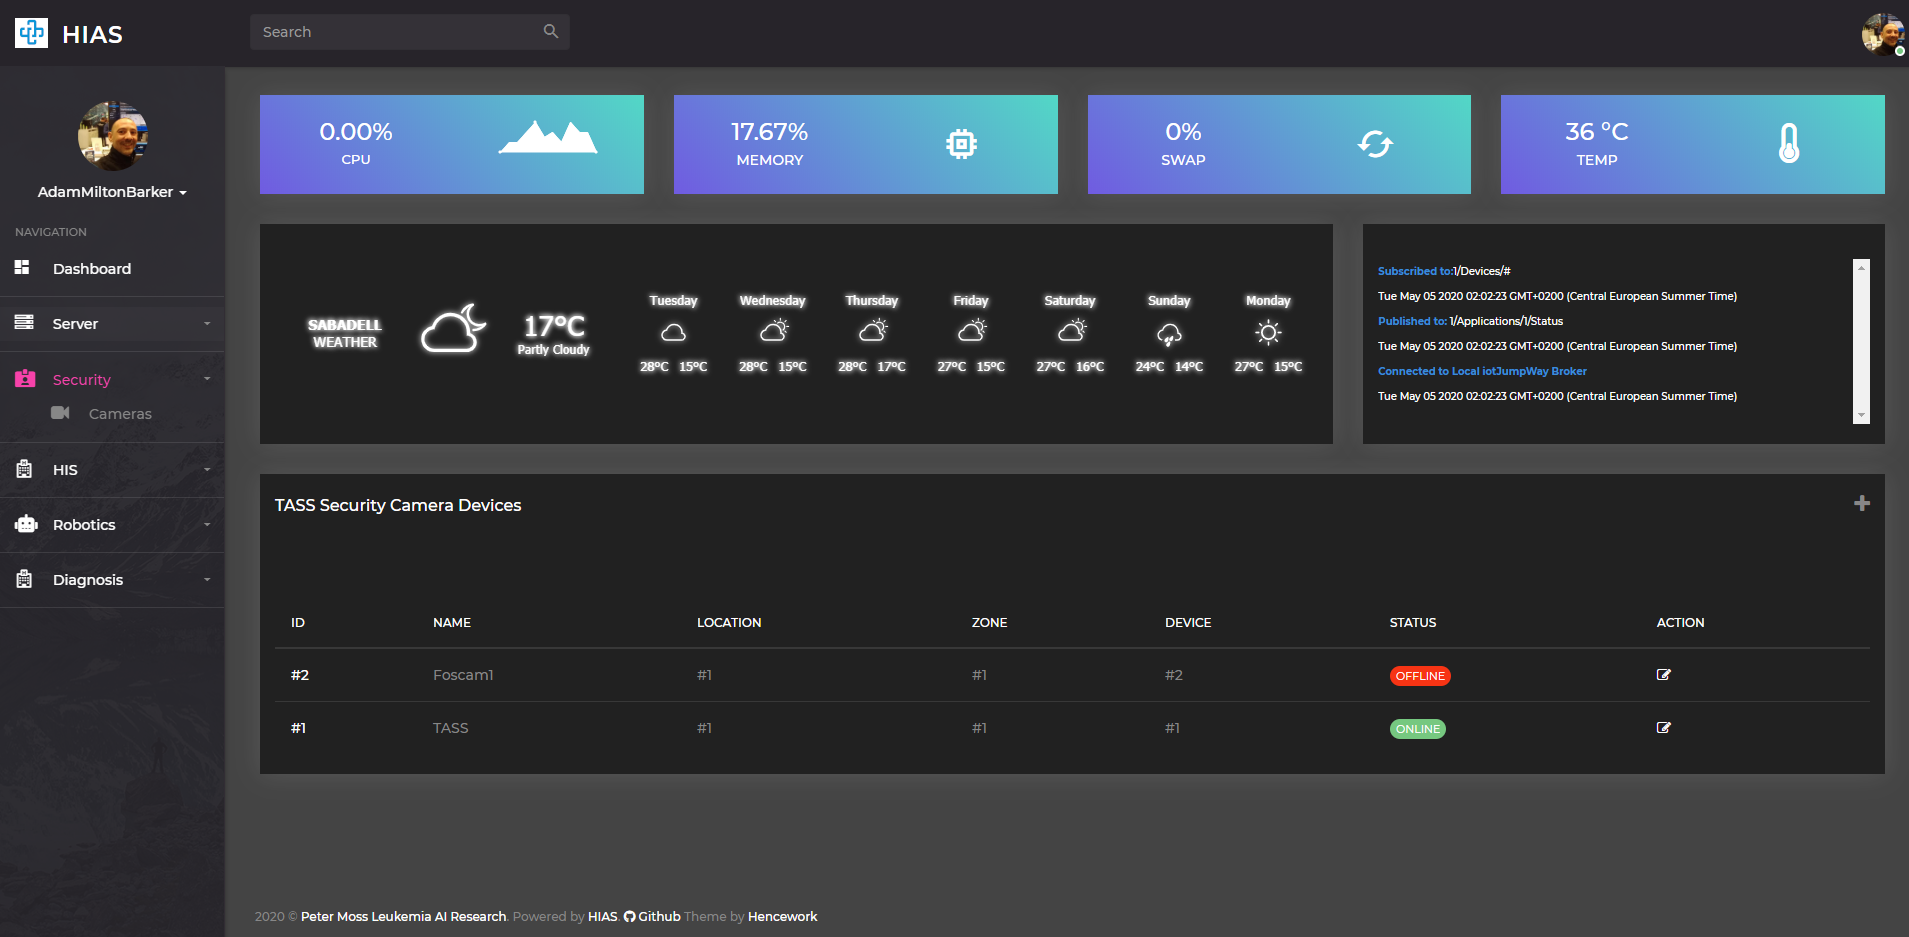 HIAS
Search
AdamMiltonBarker
NAVIGATION
Dashboard
Server
Security
Cameras
HIS
Robotics
Diagnosis
0.00%
CPU
17.67%
MEMORY
0%
SWAP
36 °C
TEMP
SABADELL
WEATHER
17°C
Partly Cloudy
Tuesday
28°C 15°C
Wednesday
28°C 15°C
Thursday
28°C 17°C
Friday
27°C 15°C
Saturday
27°C 16°C
Sunday
24°C 14°C
Monday
27°C 15°C
Subscribed to:1/Devices/#
Tue May 05 2020 02:02:23 GMT+0200 (Central European Summer Time)
Published to: 1/Applications/1/Status
Tue May 05 2020 02:02:23 GMT+0200 (Central European Summer Time)
Connected to Local iotJumpWay Broker
Tue May 05 2020 02:02:23 GMT+0200 (Central European Summer Time)
TASS Security Camera Devices
ID NAME LOCATION ZONE DEVICE STATUS ACTION
#2 Foscam1 #1 #1 #2 OFFLINE
#1 TASS #1 #1 #1 ONLINE
2020 © Peter Moss Leukemia AI Research. Powered by HIAS. Github Theme by Hencework